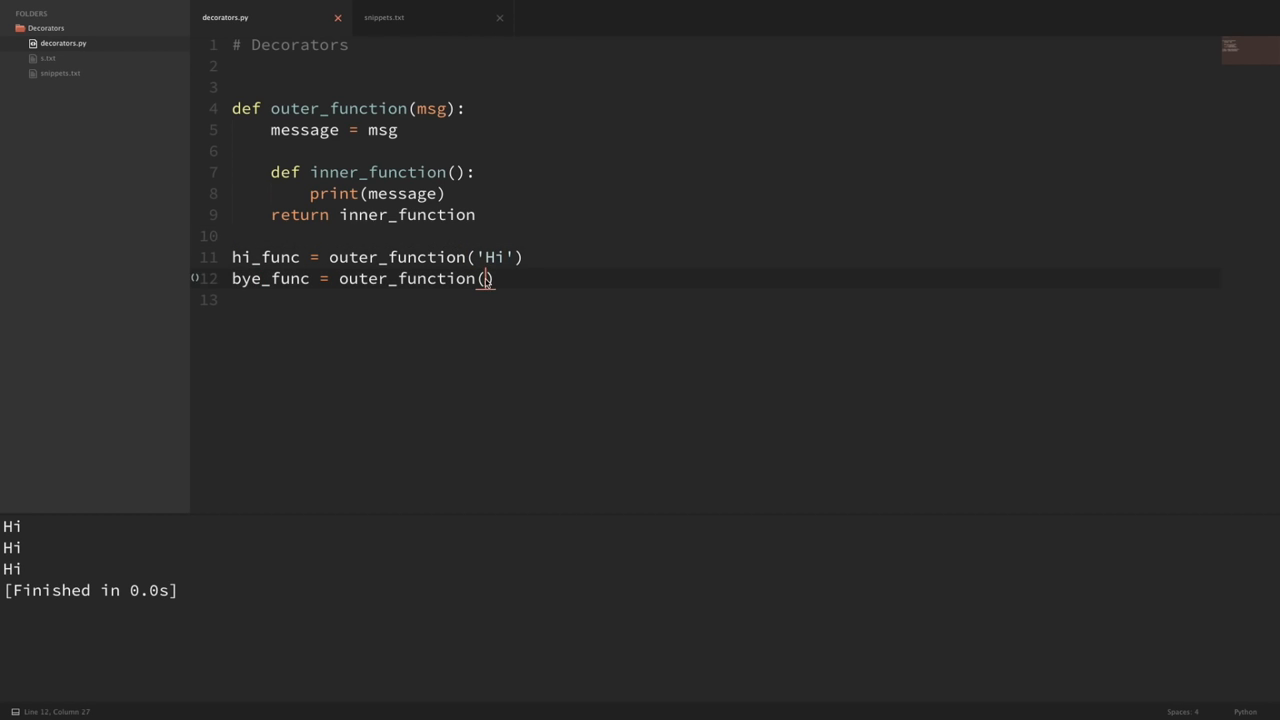 FOLDERS
Decorators
decorators.py
s.txt
snippets.txt
decorators.py
snippets.txt
1 # Decorators
2
3
4 def outer_function(msg):
5     message = msg
6
7     def inner_function():
8         print(message)
9     return inner_function
10
11 hi_func = outer_function('Hi')
12 bye_func = outer_function()
13
Hi
Hi
Hi
[Finished in 0.0s]
Line 12, Column 27
Spaces: 4
Python